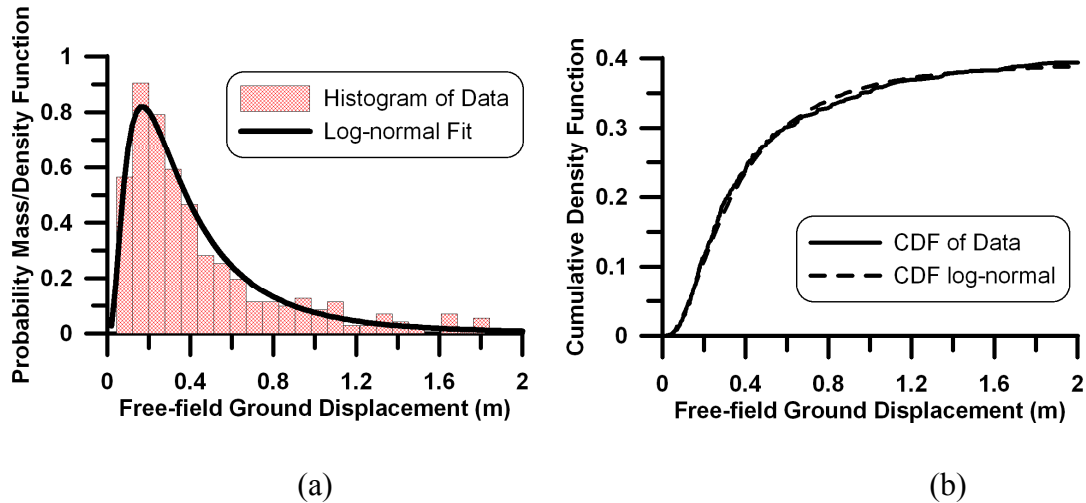 Probability Mass/Density Function
1
0.8
0.6
0.4
0.2
0
Histogram of Data
Log-normal Fit
0 0.4 0.8 1.2 1.6 2
Free-field Ground Displacement (m)
(a)
Cumulative Density Function
0.4
0.3
0.2
0.1
0
CDF of Data
CDF log-normal
0 0.4 0.8 1.2 1.6 2
Free-field Ground Displacement (m)
(b)